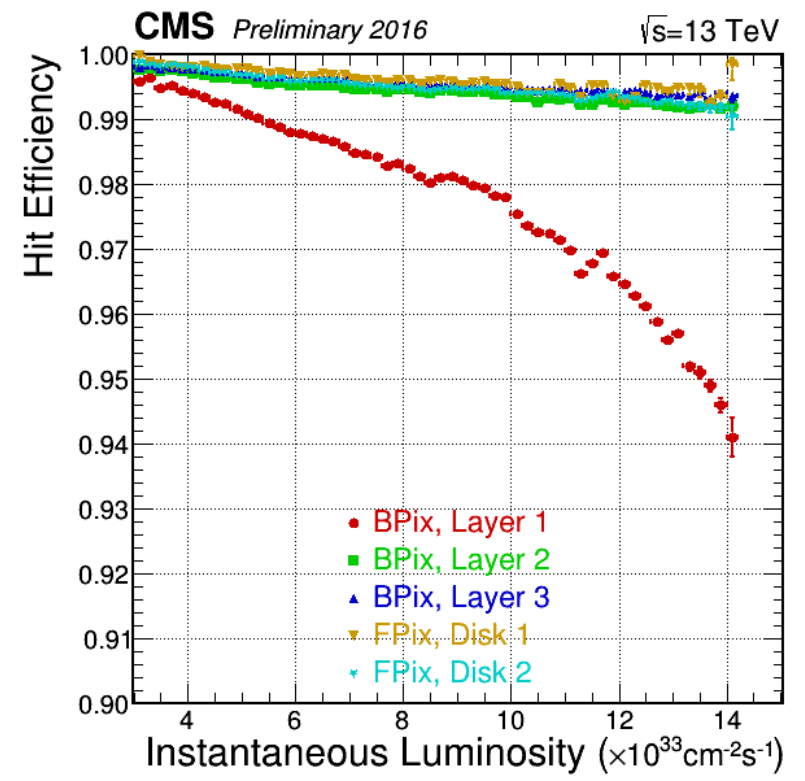 CMS Preliminary 2016 √s=13 TeV
Hit Efficiency
1.00
0.99
0.98
0.97
0.96
0.95
0.94
0.93
0.92
0.91
0.90
BPix, Layer 1
BPix, Layer 2
BPix, Layer 3
FPix, Disk 1
FPix, Disk 2
4 6 8 10 12 14
Instantaneous Luminosity (×10³³cm⁻²s⁻¹)